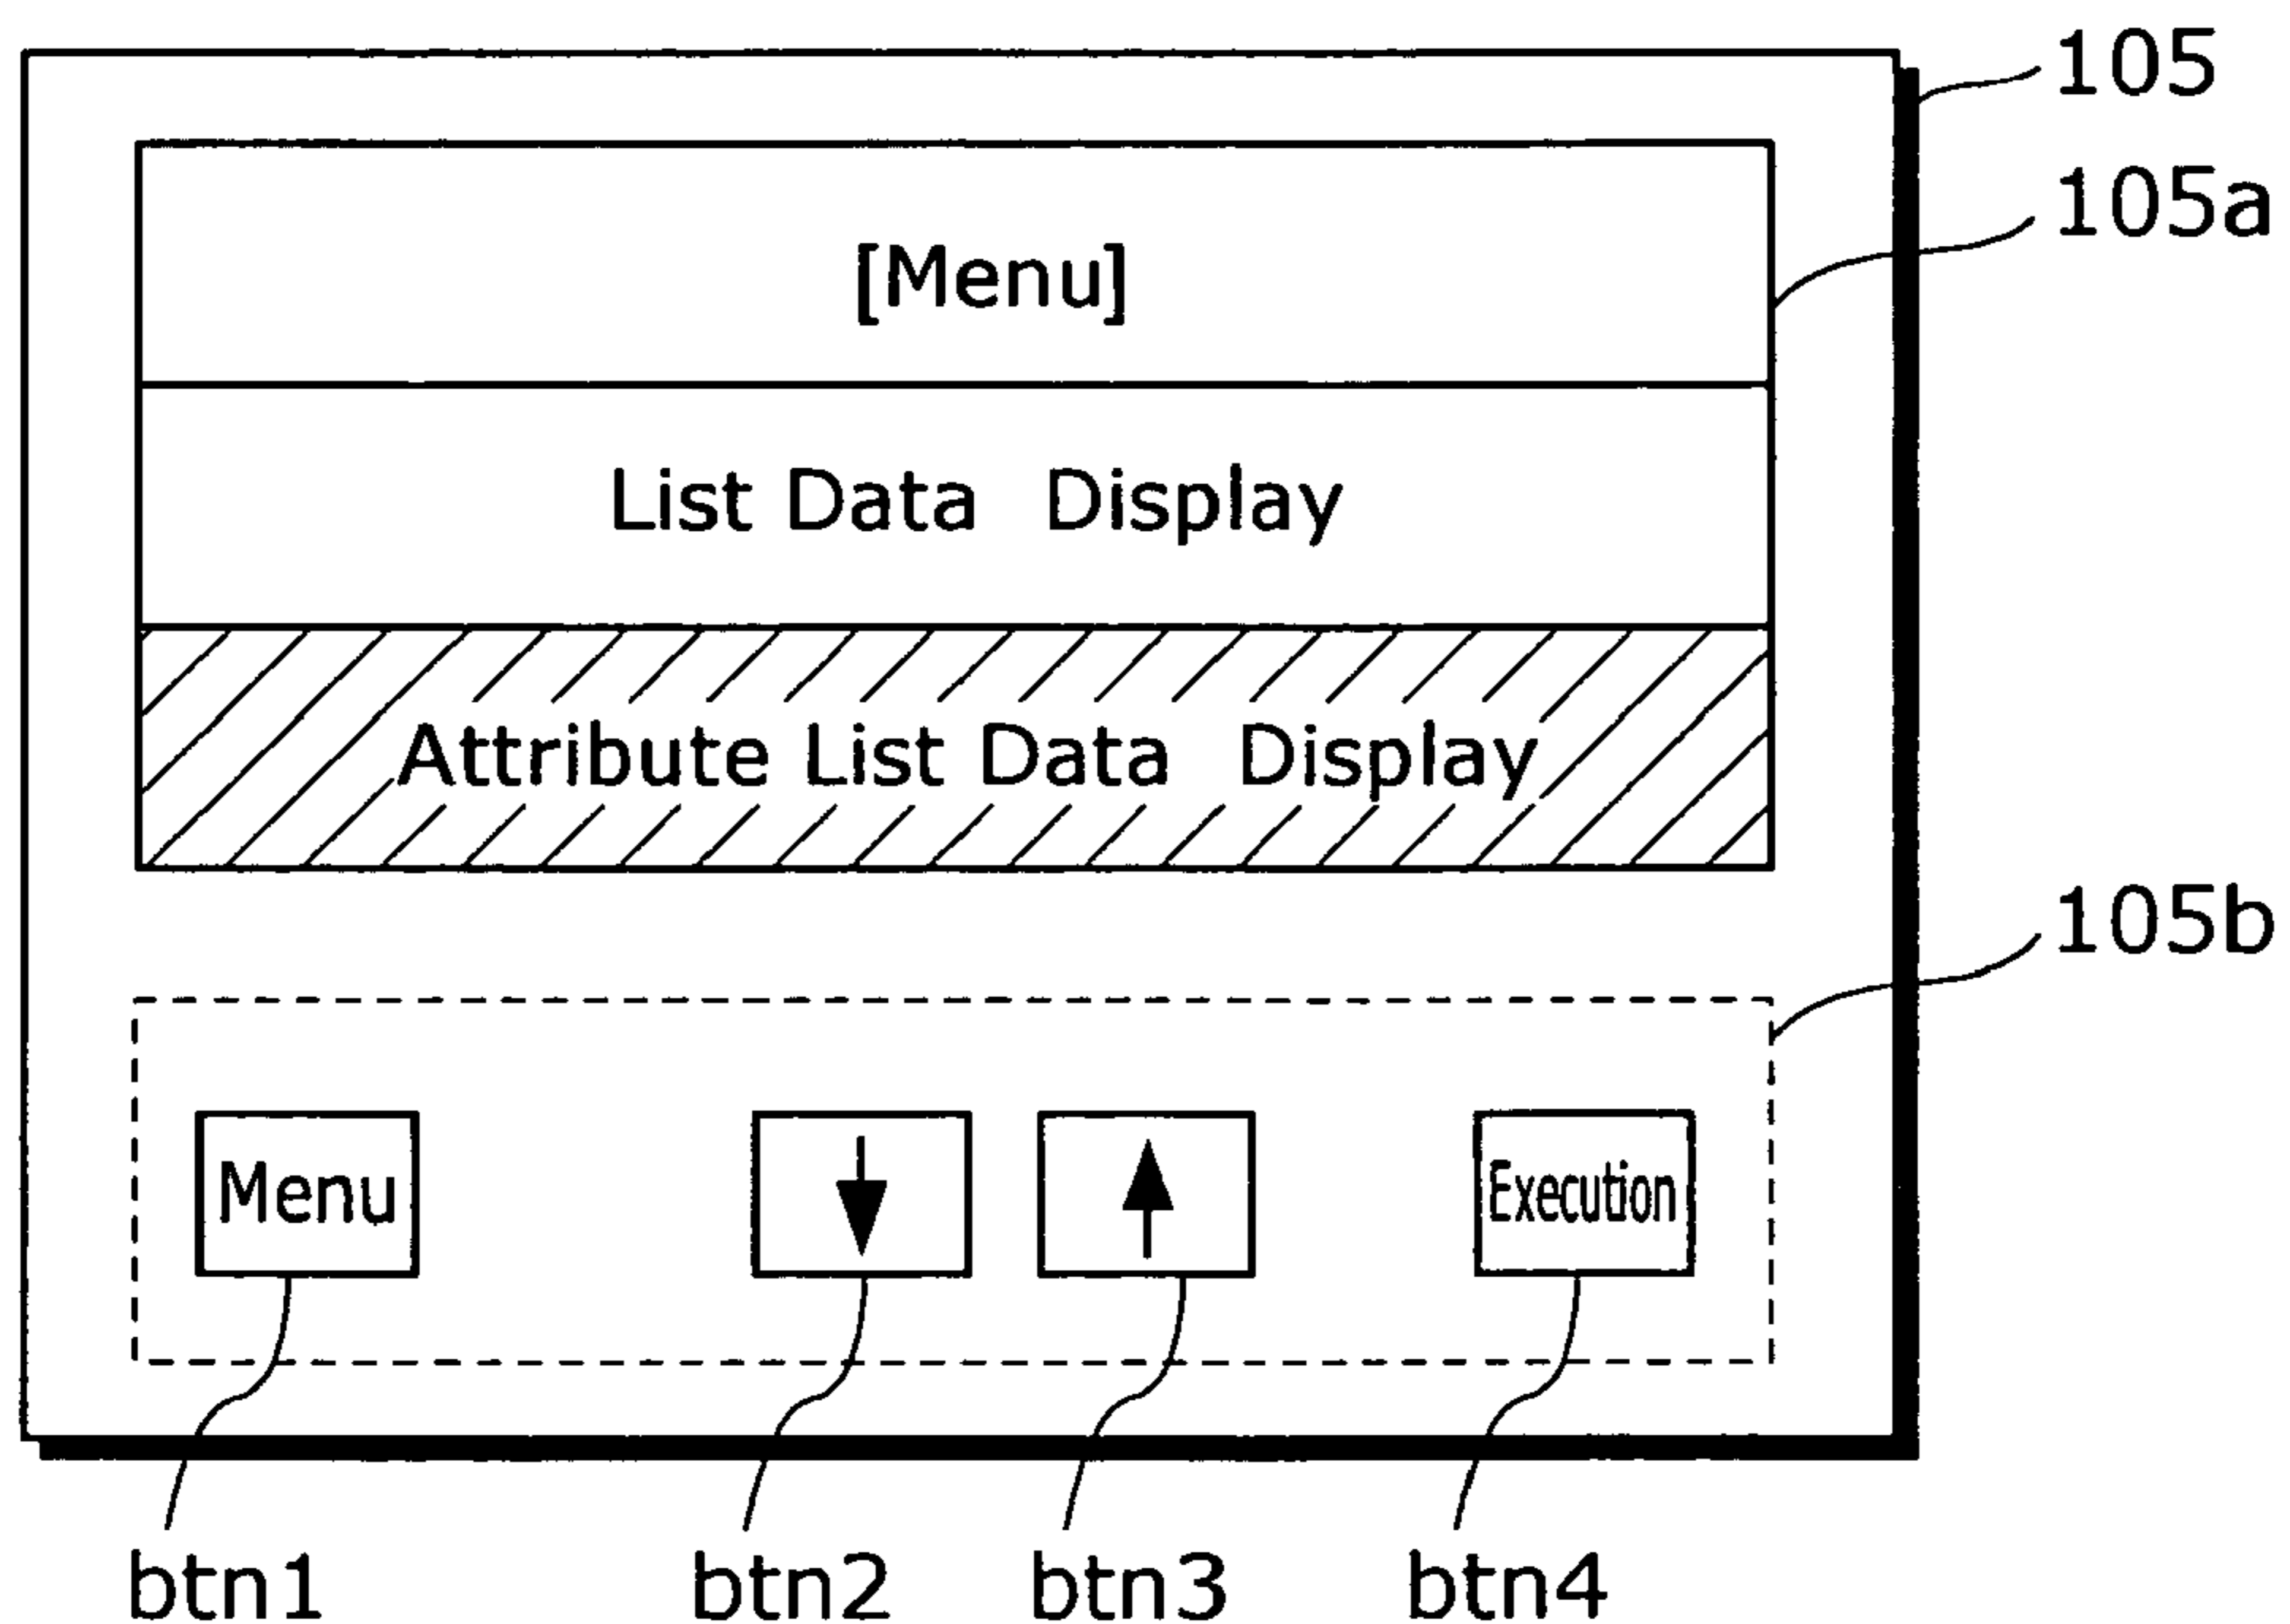 105
105a
[Menu]
List Data Display
Attribute List Data Display
105b
Menu ↓ ↑ Execution
btn1 btn2 btn3 btn4